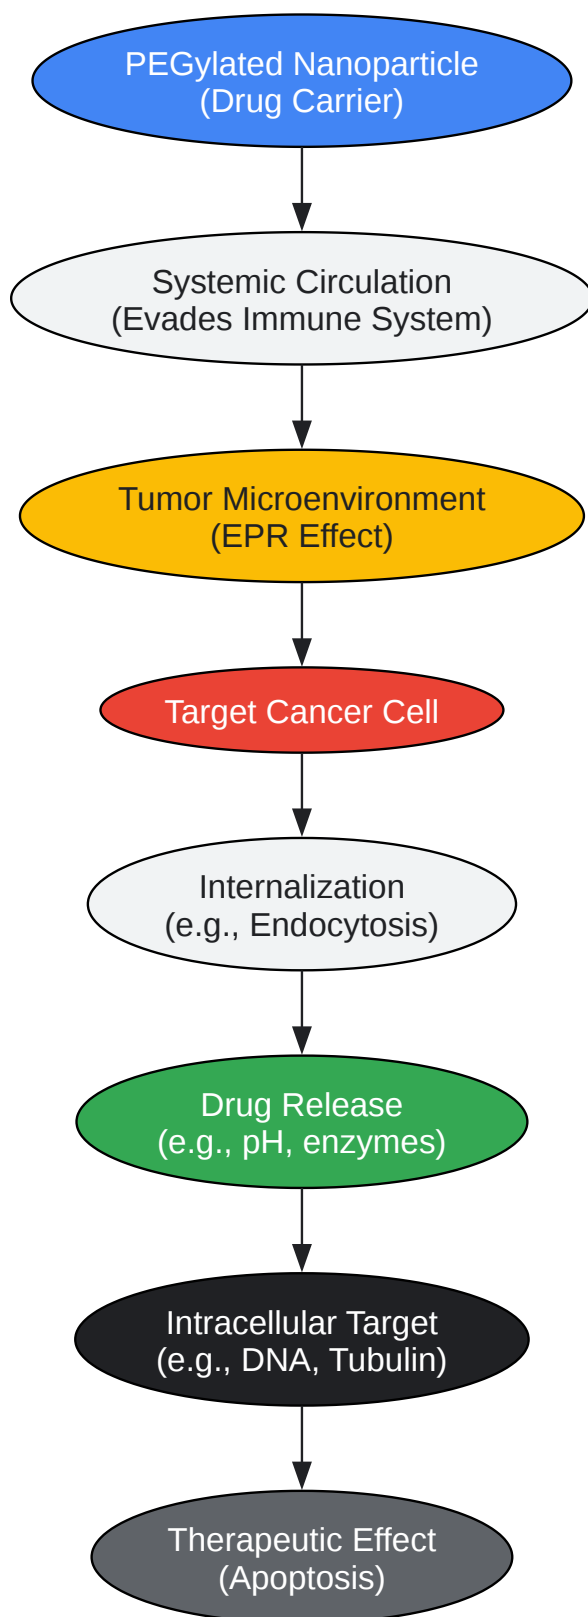 PEGylated Nanoparticle
(Drug Carrier)
Systemic Circulation
(Evades Immune System)
Tumor Microenvironment
(EPR Effect)
Target Cancer Cell
Internalization
(e.g., Endocytosis)
Drug Release
(e.g., pH, enzymes)
Intracellular Target
(e.g., DNA, Tubulin)
Therapeutic Effect
(Apoptosis)